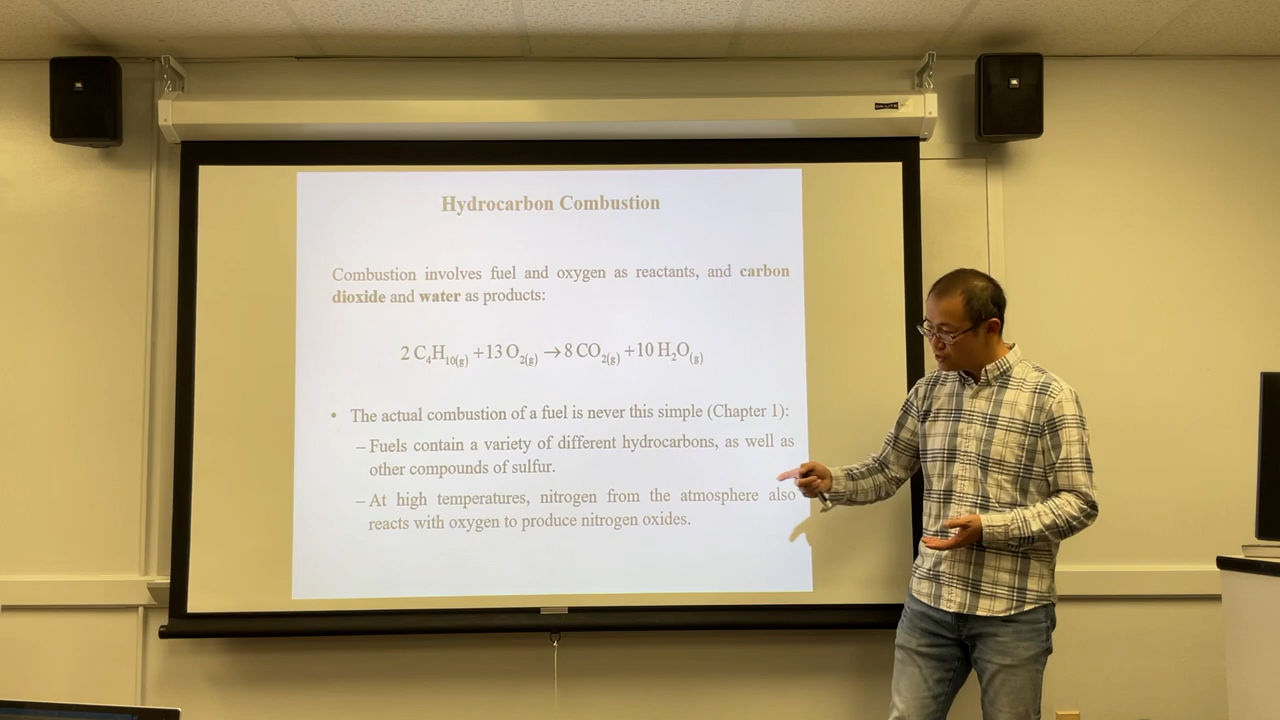 DA-LITE
Hydrocarbon Combustion
Combustion involves fuel and oxygen as reactants, and carbon
dioxide and water as products:
2 C₄H₁₀₍g₎ +13 O₂₍g₎ → 8 CO₂₍g₎ +10 H₂O₍g₎
• The actual combustion of a fuel is never this simple (Chapter 1):
– Fuels contain a variety of different hydrocarbons, as well as
other compounds of sulfur.
– At high temperatures, nitrogen from the atmosphere also
reacts with oxygen to produce nitrogen oxides.